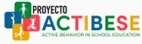 PROYECTO
ACTIBESE
ACTIVE BEHAVIOR IN SCHOOL EDUCATION